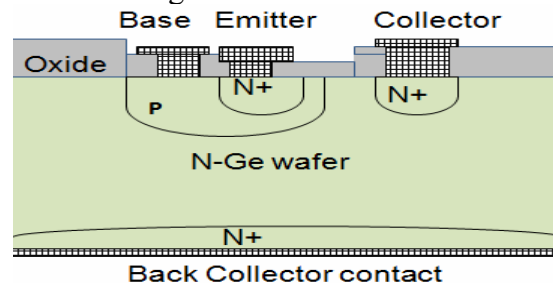 Base Emitter Collector
Oxide
N+
N+
P
N-Ge wafer
N+
Back Collector contact